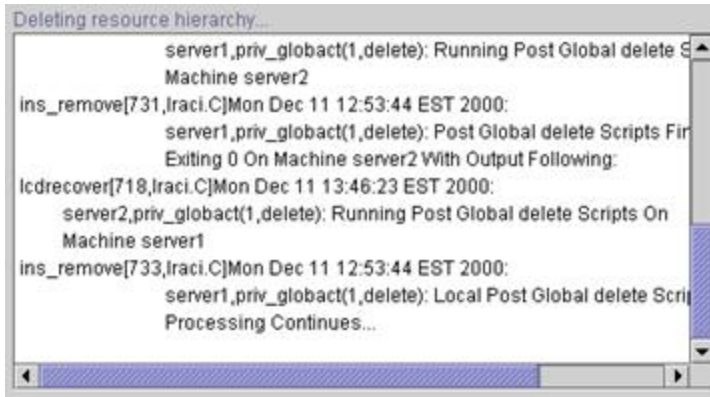 Deleting resource hierarchy...
server1,priv_globact(1,delete): Running Post Global delete
Machine server2
ins_remove[731,lraci.C]Mon Dec 11 12:53:44 EST 2000:
server1,priv_globact(1,delete): Post Global delete Scripts
Exiting 0 On Machine server2 With Output Following:
lcdrecover[718,lraci.C]Mon Dec 11 13:46:23 EST 2000:
server2,priv_globact(1,delete): Running Post Global delete Scripts On
Machine server1
ins_remove[733,lraci.C]Mon Dec 11 12:53:44 EST 2000:
server1,priv_globact(1,delete): Local Post Global delete
Processing Continues...